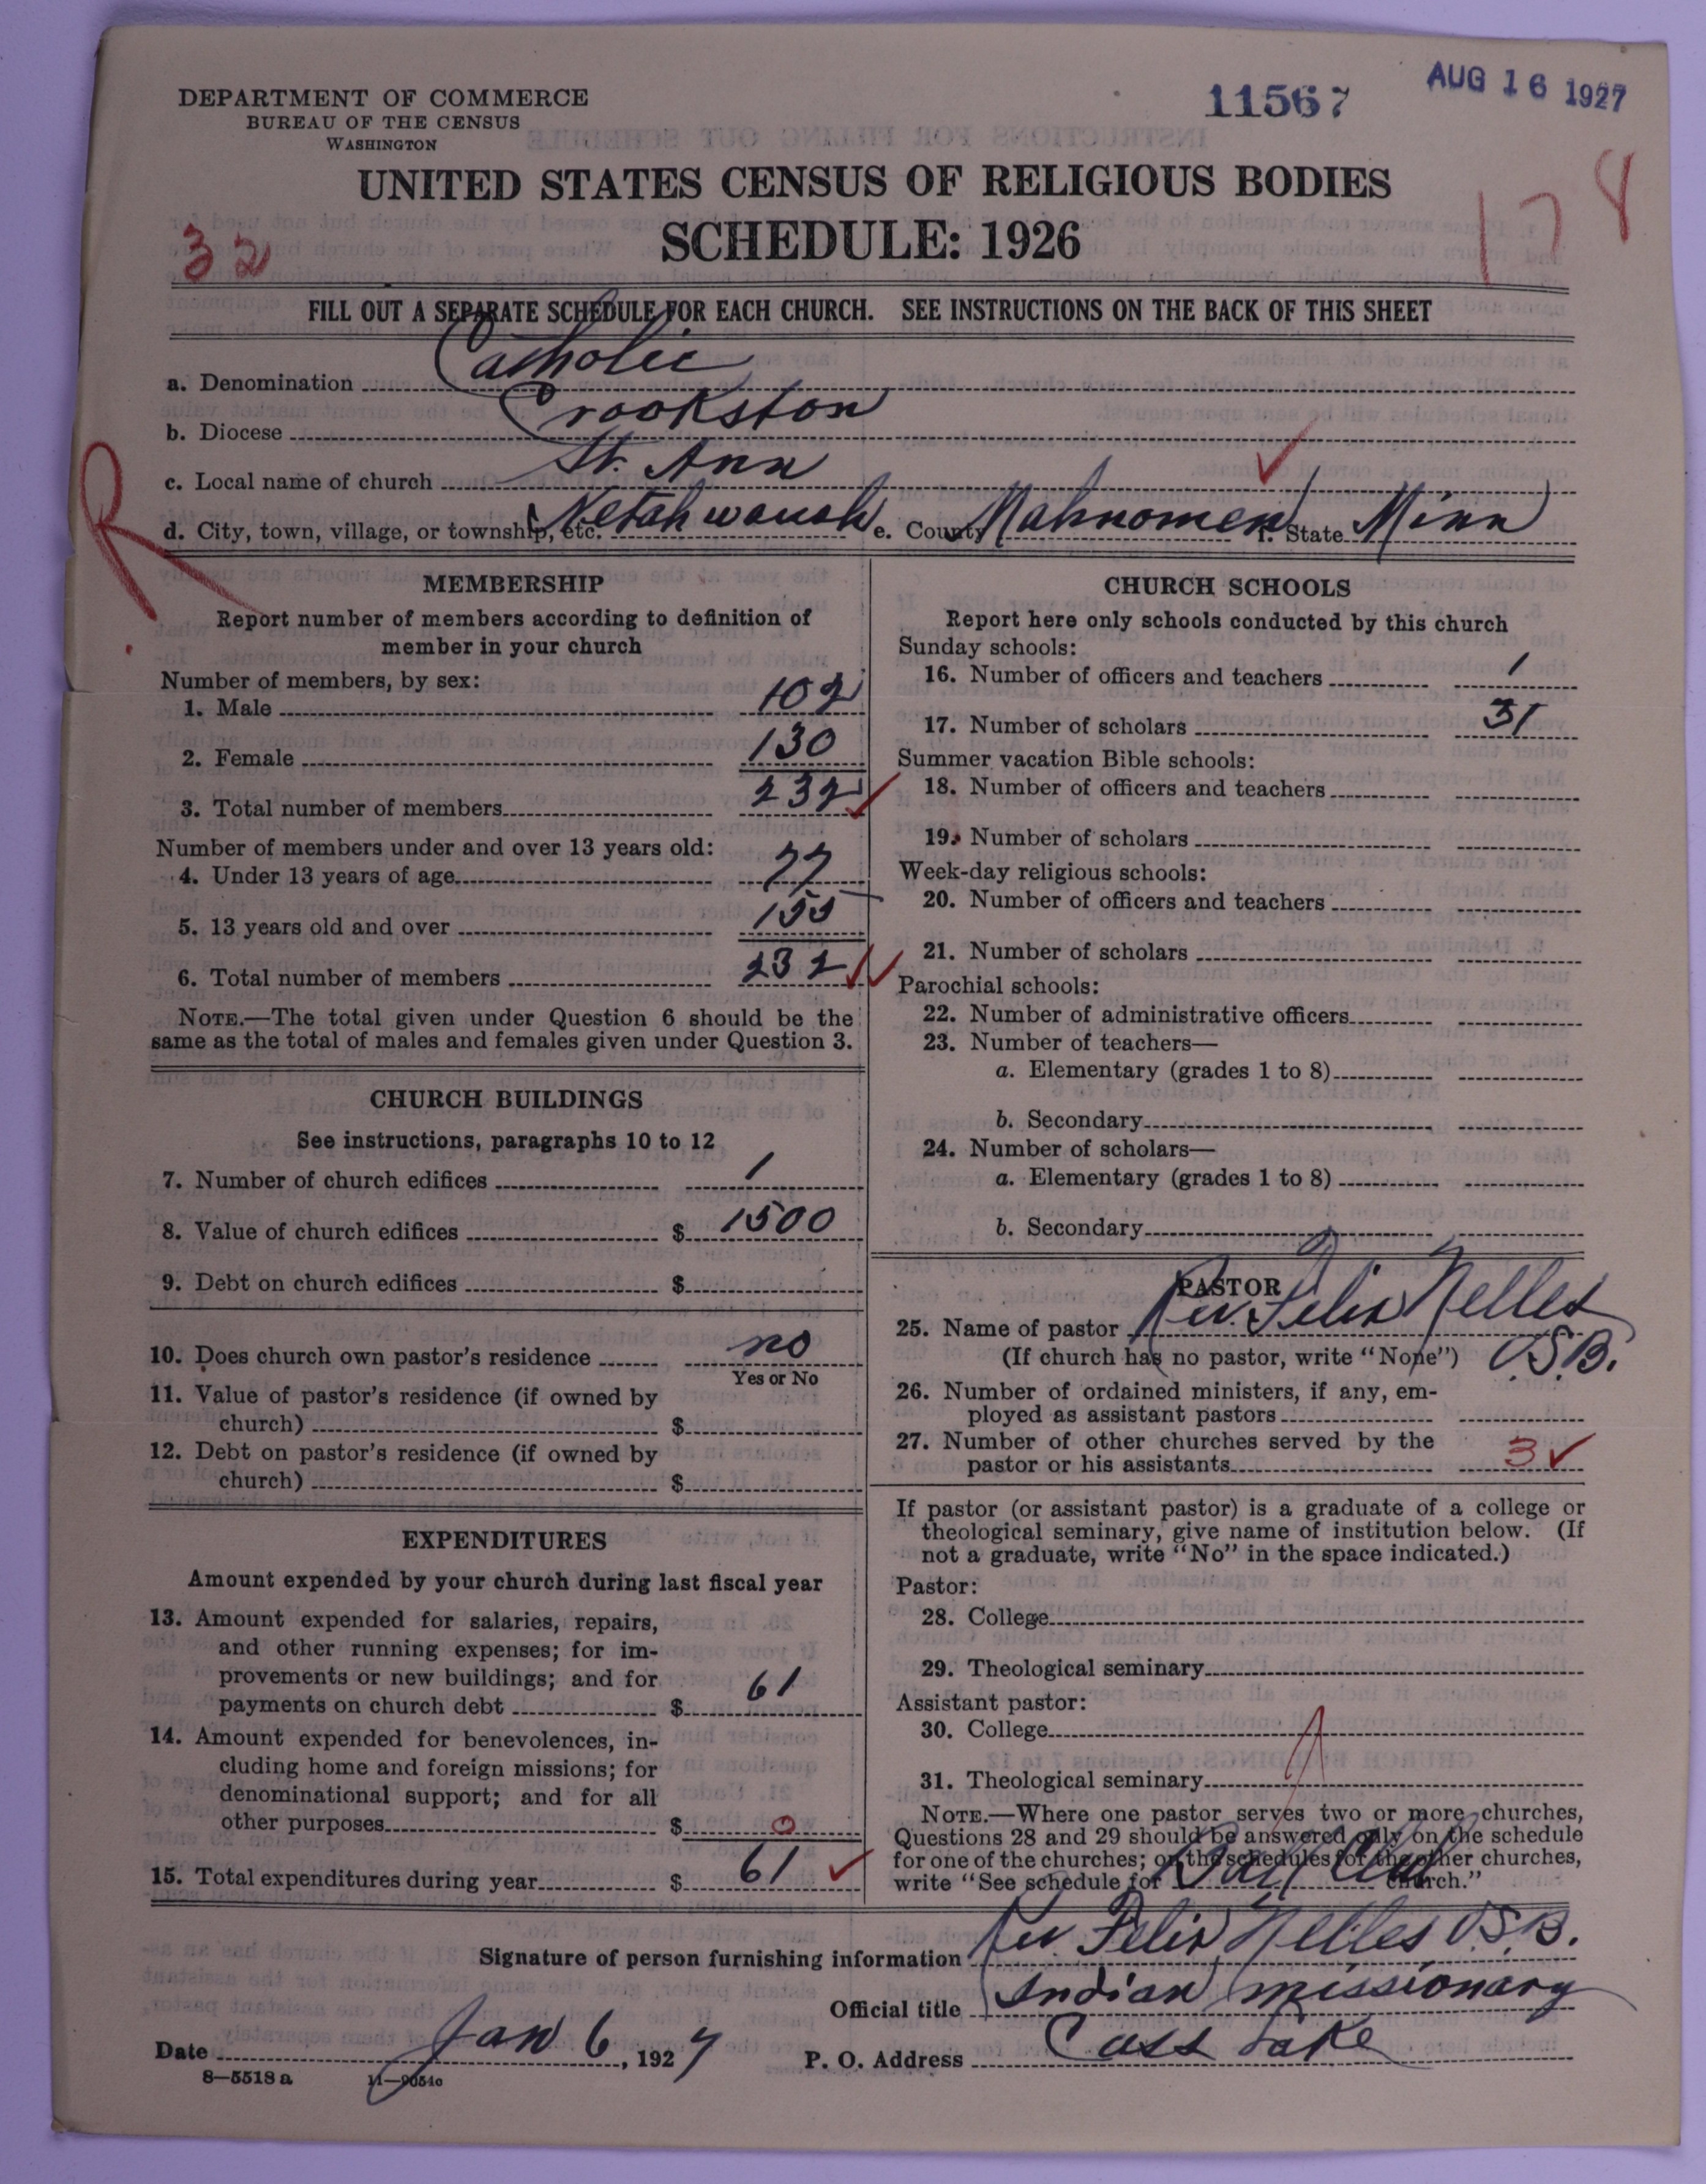 DEPARTMENT OF COMMERCE
BUREAU OF THE CENSUS
WASHINGTON
11567
AUG 16 1927
UNITED STATES CENSUS OF RELIGIOUS BODIES
SCHEDULE: 1926
32
178
FILL OUT A SEPARATE SCHEDULE FOR EACH CHURCH. SEE INSTRUCTIONS ON THE BACK OF THIS SHEET
a. Denomination Catholic
b. Diocese Crookston
c. Local name of church St. Ann
d. City, town, village, or township, etc. Netahwaush e. County Mahnomen f. State Minn
R
MEMBERSHIP
Report number of members according to definition of
member in your church
Number of members, by sex:
1. Male 102
2. Female 130
3. Total number of members 232
Number of members under and over 13 years old:
4. Under 13 years of age 77
5. 13 years old and over 155
6. Total number of members 232
NOTE.—The total given under Question 6 should be the
same as the total of males and females given under Question 3.
CHURCH BUILDINGS
See instructions, paragraphs 10 to 12
7. Number of church edifices 1
8. Value of church edifices $ 1500
9. Debt on church edifices $
10. Does church own pastor's residence no
Yes or No
11. Value of pastor's residence (if owned by
church) $
12. Debt on pastor's residence (if owned by
church) $
EXPENDITURES
Amount expended by your church during last fiscal year
13. Amount expended for salaries, repairs,
and other running expenses; for im-
provements or new buildings; and for
payments on church debt $ 61
14. Amount expended for benevolences, in-
cluding home and foreign missions; for
denominational support; and for all
other purposes $ 0
15. Total expenditures during year $ 61
CHURCH SCHOOLS
Report here only schools conducted by this church
Sunday schools:
16. Number of officers and teachers 1
17. Number of scholars 31
Summer vacation Bible schools:
18. Number of officers and teachers
19. Number of scholars
Week-day religious schools:
20. Number of officers and teachers
21. Number of scholars
Parochial schools:
22. Number of administrative officers
23. Number of teachers—
a. Elementary (grades 1 to 8)
b. Secondary
24. Number of scholars—
a. Elementary (grades 1 to 8)
b. Secondary
PASTOR
25. Name of pastor Rev. Felix Nelles
(If church has no pastor, write "None") O.S.B.
26. Number of ordained ministers, if any, em-
ployed as assistant pastors
27. Number of other churches served by the
pastor or his assistants 3
If pastor (or assistant pastor) is a graduate of a college or
theological seminary, give name of institution below. (If
not a graduate, write "No" in the space indicated.)
Pastor:
28. College
29. Theological seminary
Assistant pastor:
30. College
31. Theological seminary
NOTE.—Where one pastor serves two or more churches,
Questions 28 and 29 should be answered only on the schedule
for one of the churches; on the schedules for the other churches,
write "See schedule for Ball Club church."
Signature of person furnishing information Rev. Felix Nelles O.S.B.
Official title Indian missionary
Date Jan 6, 1927 P. O. Address Cass Lake
8—5518 a 11—9051c